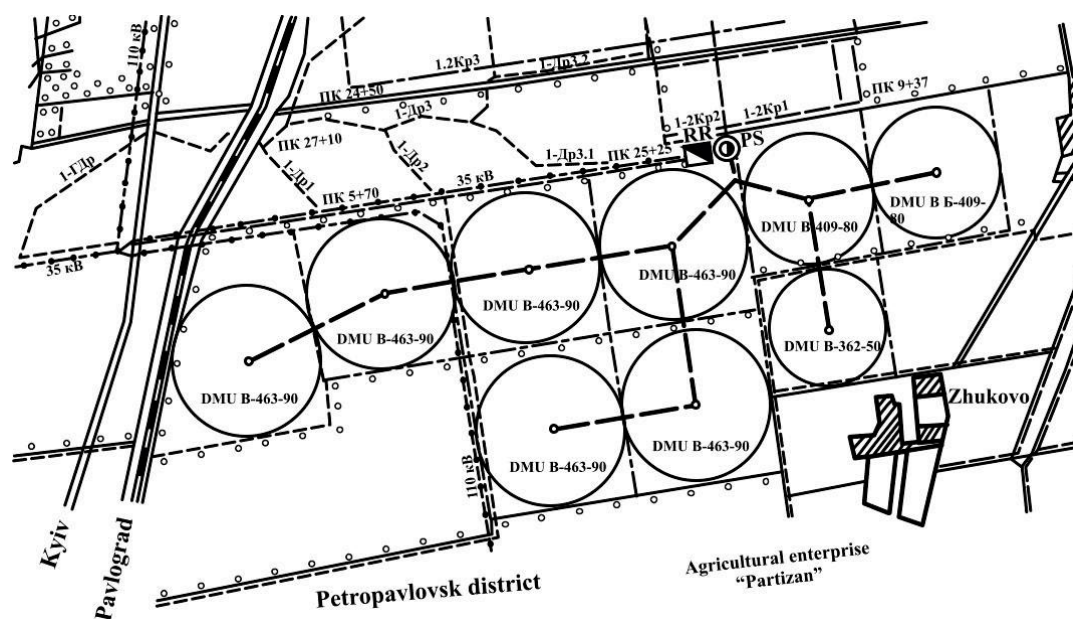 110 кВ
1.2Кр3
1-Др3.2
ПК 24+50
ПК 9+37
1-Др3
1-2Кр2
1-2Кр1
ПК 27+10
RR
PS
1-ГДр
1-Др2
1-Др3.1
ПК 25+25
1-Др1
35 кВ
ПК 5+70
DMU В Б-409-
80
DMU В-409-80
35 кВ
DMU В-463-90
DMU В-463-90
DMU В-463-90
DMU В-362-50
DMU В-463-90
Zhukovo
DMU В-463-90
DMU В-463-90
110 кВ
Kyiv
Pavlograd
Petropavlovsk district
Agricultural enterprise
“Partizan”